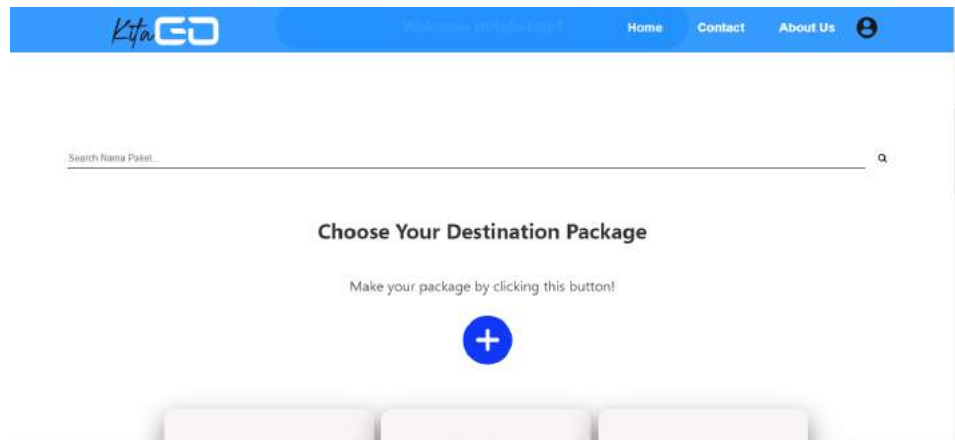 KitaGO
Home
Contact
About Us
Search Nama Paket...
Choose Your Destination Package
Make your package by clicking this button!